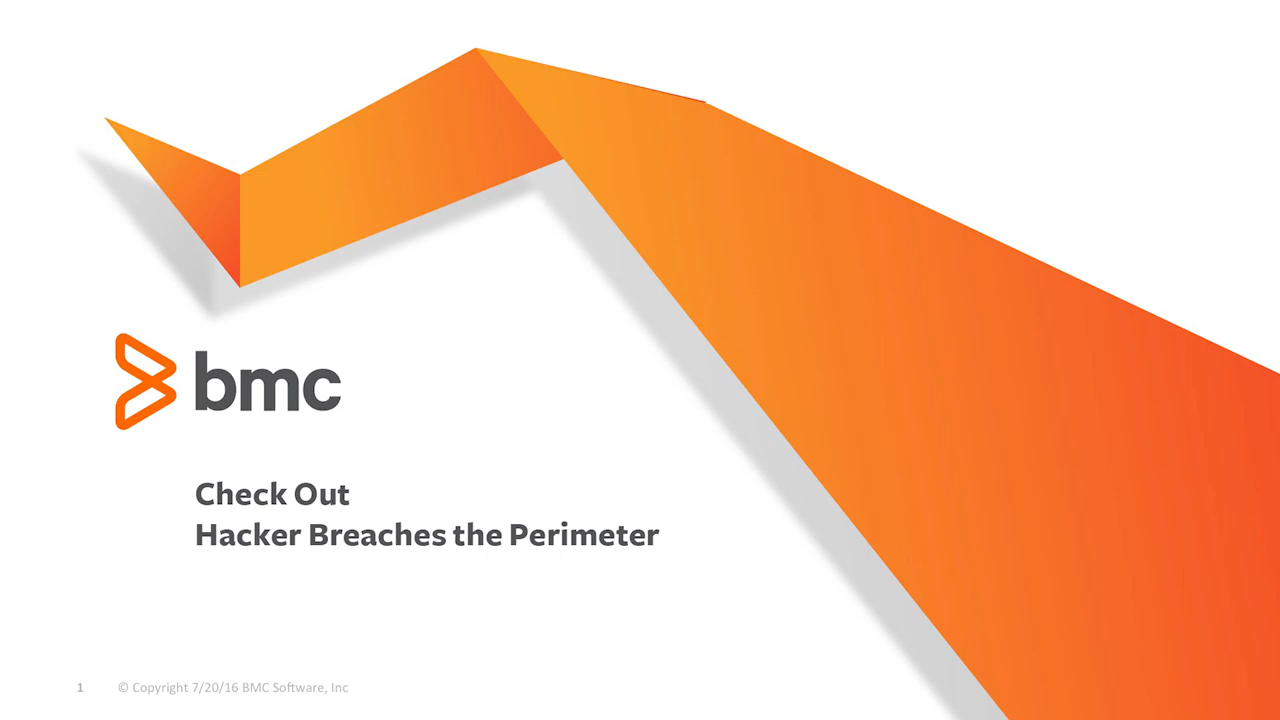 bmc
Check Out
Hacker Breaches the Perimeter
1 © Copyright 7/20/16 BMC Software, Inc